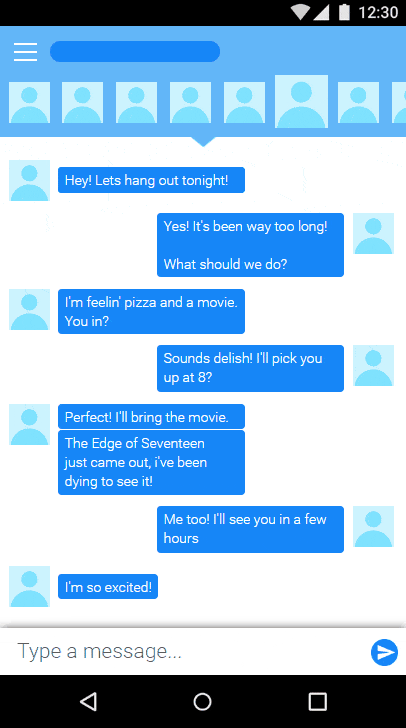 12:30
Hey! Lets hang out tonight!
Yes! It's been way too long!
What should we do?
I'm feelin' pizza and a movie.
You in?
Sounds delish! I'll pick you
up at 8?
Perfect! I'll bring the movie.
The Edge of Seventeen
just came out, i've been
dying to see it!
Me too! I'll see you in a few
hours
I'm so excited!
Type a message...